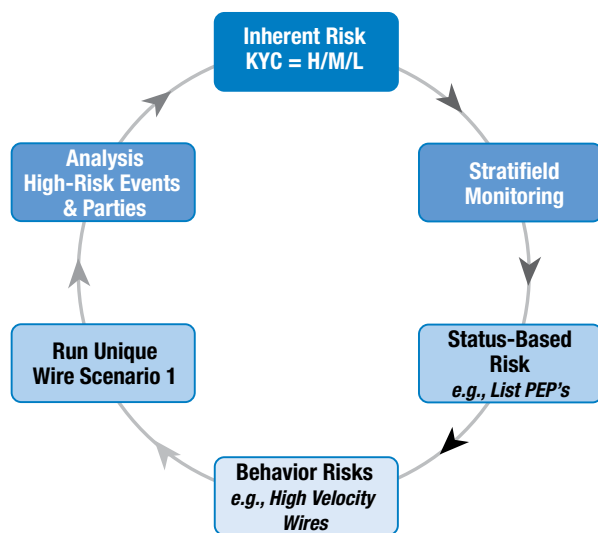 Inherent Risk
KYC = H/M/L
Stratifield
Monitoring
Status-Based
Risk
e.g., List PEP's
Behavior Risks
e.g., High Velocity
Wires
Run Unique
Wire Scenario 1
Analysis
High-Risk Events
& Parties